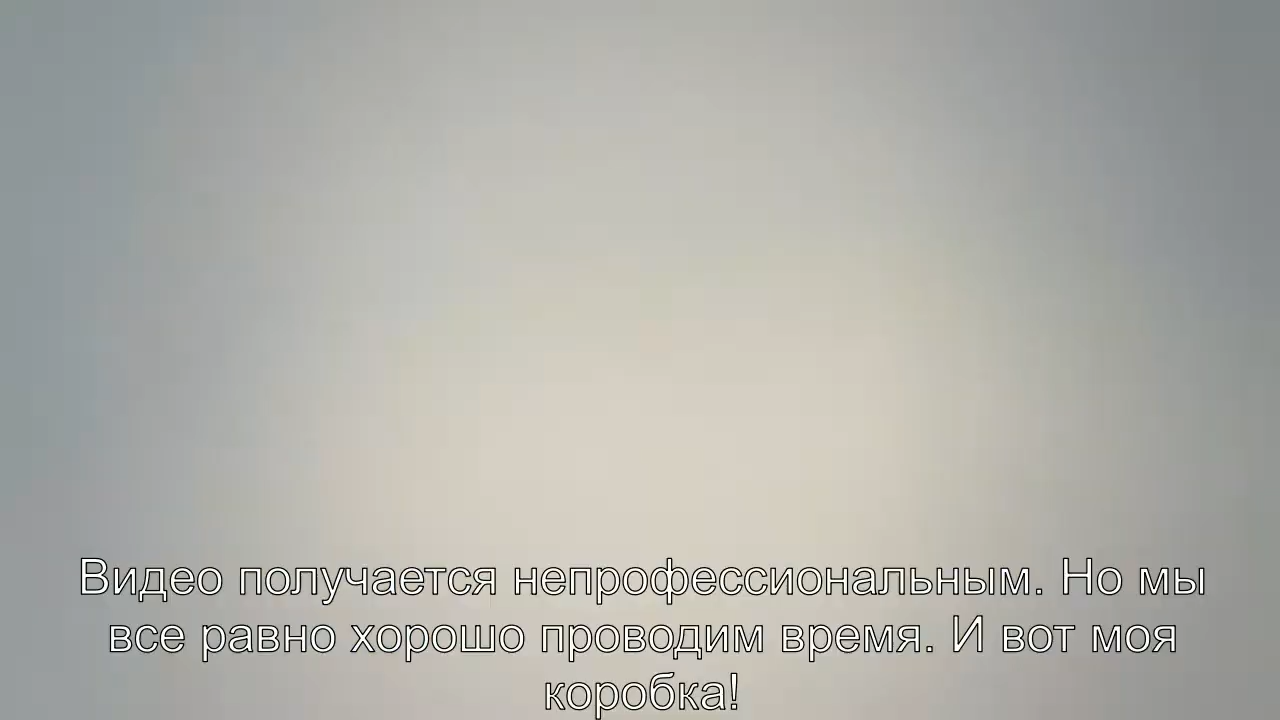 Видео получается непрофессиональным. Но мы
все равно хорошо проводим время. И вот моя
коробка!